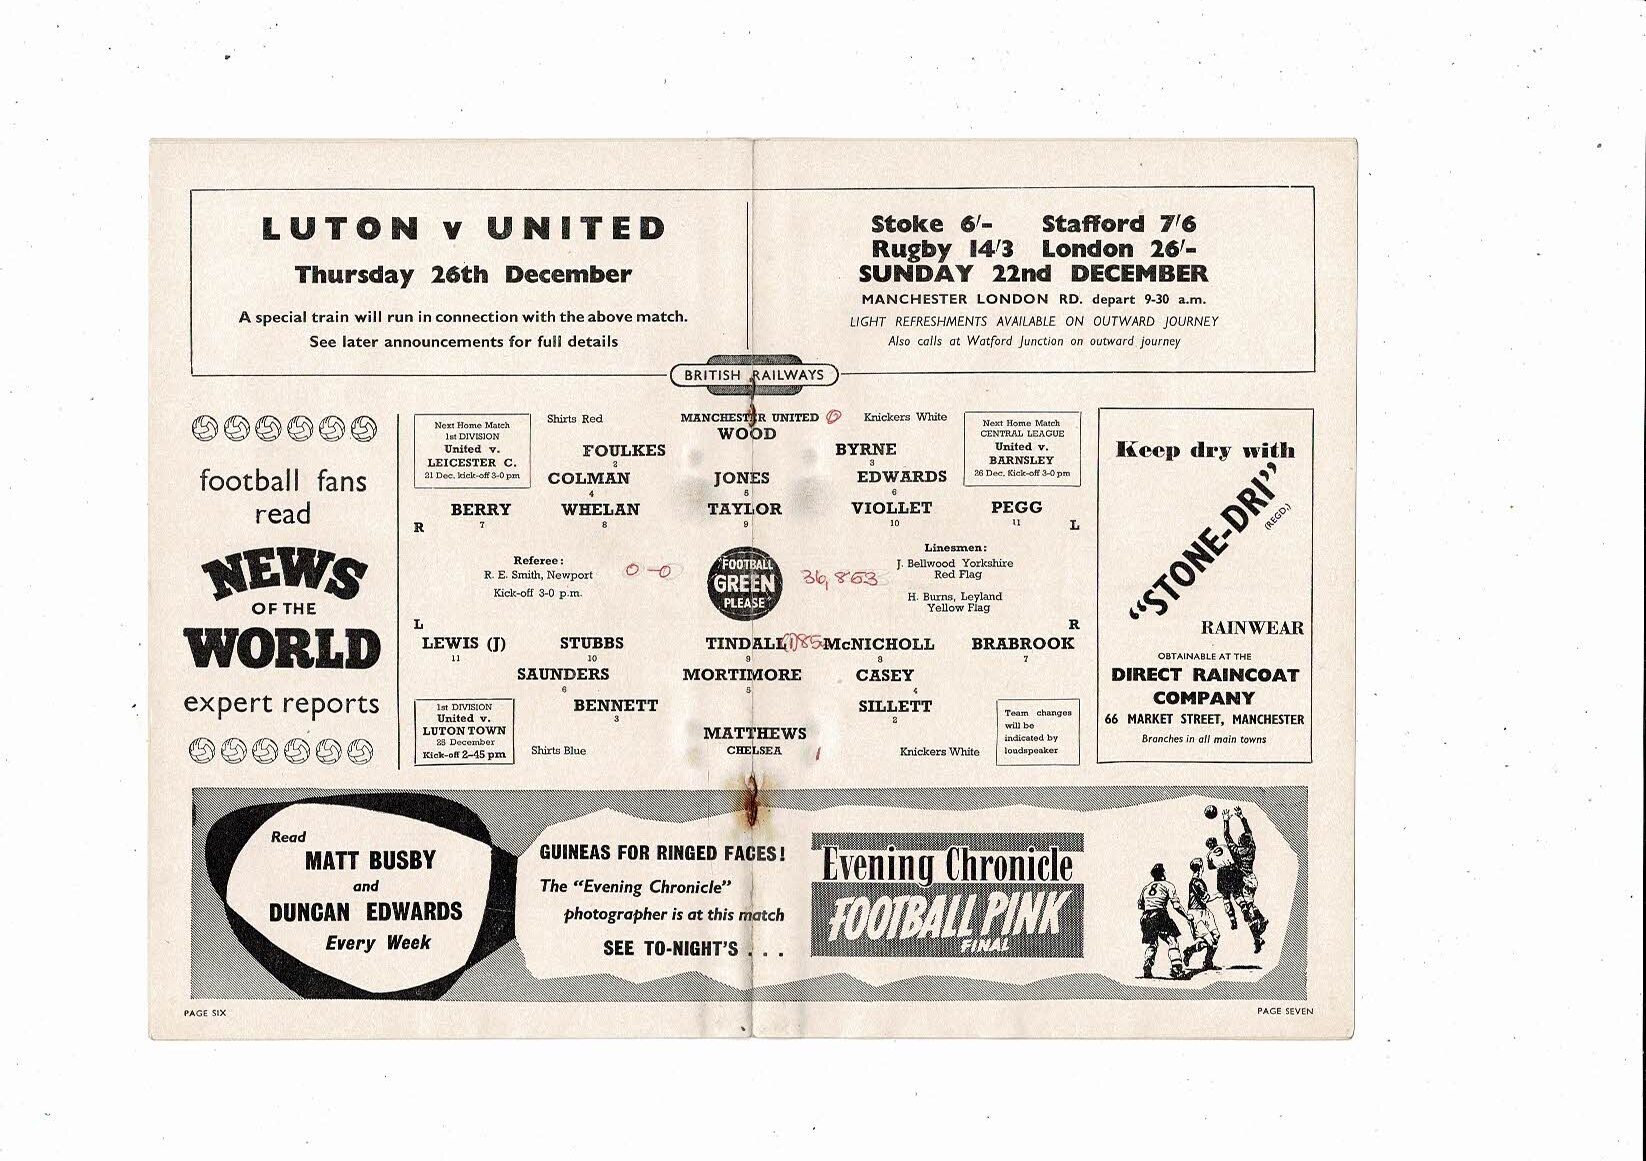 LUTON v UNITED
Thursday 26th December
A special train will run in connection with the above match.
See later announcements for full details
Stoke 6/- Stafford 7/6
Rugby 14/3 London 26/-
SUNDAY 22nd DECEMBER
MANCHESTER LONDON RD. depart 9-30 a.m.
LIGHT REFRESHMENTS AVAILABLE ON OUTWARD JOURNEY
Also calls at Watford Junction on outward journey
BRITISH RAILWAYS
football fans
read
NEWS
OF THE
WORLD
expert reports
Next Home Match
1st DIVISION
United v.
LEICESTER C.
21 Dec. kick-off 3-0 pm
Shirts Red
MANCHESTER UNITED 0
Knickers White
Next Home Match
CENTRAL LEAGUE
United v.
BARNSLEY
26 Dec. Kick-off 3-0 pm
WOOD
FOULKES BYRNE
2 3
COLMAN JONES EDWARDS
4 5 6
BERRY WHELAN TAYLOR VIOLLET PEGG
7 8 9 10 11
R L
Referee:
R. E. Smith, Newport
Kick-off 3-0 p.m.
0-0
"FOOTBALL
GREEN
PLEASE"
36,853
Linesmen:
J. Bellwood Yorkshire
Red Flag
H. Burns, Leyland
Yellow Flag
L R
LEWIS (J) STUBBS TINDALL (1) 85 McNICHOLL BRABROOK
11 10 9 8 7
SAUNDERS MORTIMORE CASEY
6 5 4
BENNETT SILLETT
3 2
MATTHEWS
CHELSEA 1
1st DIVISION
United v.
LUTON TOWN
25 December
Kick-off 2-45 pm
Shirts Blue
Knickers White
Team changes
will be
indicated by
loudspeaker
Keep dry with
"STONE-DRI"
(REGD.)
RAINWEAR
OBTAINABLE AT THE
DIRECT RAINCOAT
COMPANY
66 MARKET STREET, MANCHESTER
Branches in all main towns
Read
MATT BUSBY
and
DUNCAN EDWARDS
Every Week
GUINEAS FOR RINGED FACES!
The "Evening Chronicle"
photographer is at this match
SEE TO-NIGHT'S . . .
Evening Chronicle
FOOTBALL PINK
FINAL
8
PAGE SIX
PAGE SEVEN